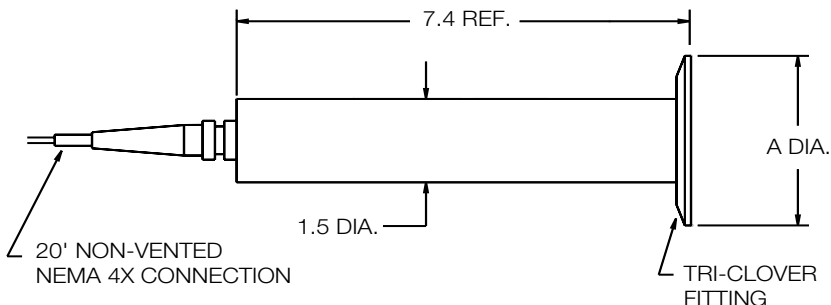 7.4 REF.
A DIA.
1.5 DIA.
20' NON-VENTED
NEMA 4X CONNECTION
TRI-CLOVER
FITTING